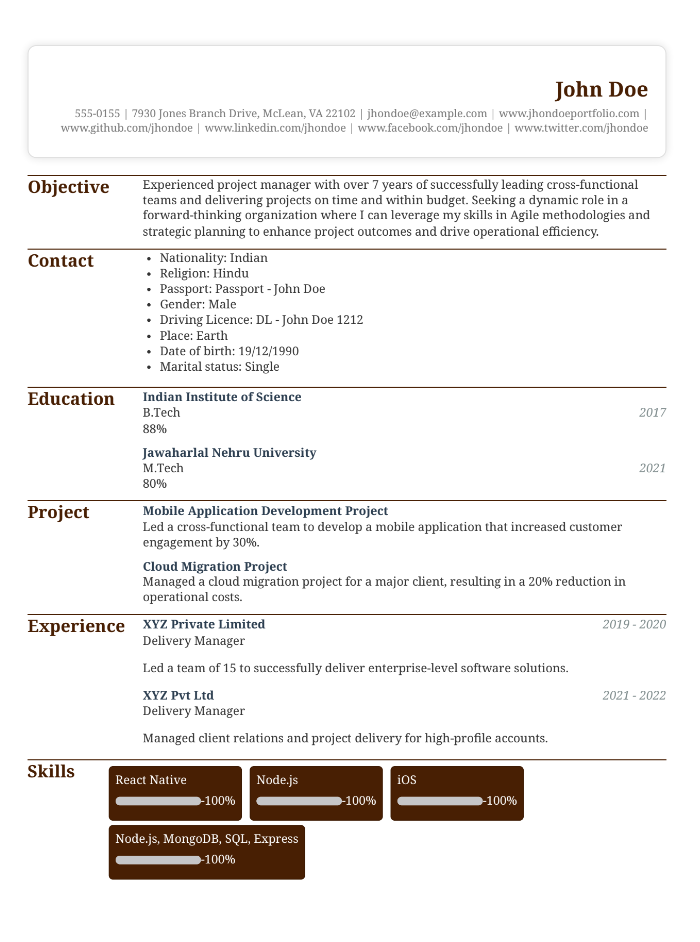 John Doe
555-0155 | 7930 Jones Branch Drive, McLean, VA 22102 | jhondoe@example.com | www.jhondoeportfolio.com |
www.github.com/jhondoe | www.linkedin.com/jhondoe | www.facebook.com/jhondoe | www.twitter.com/jhondoe
Objective
Experienced project manager with over 7 years of successfully leading cross-functional
teams and delivering projects on time and within budget. Seeking a dynamic role in a
forward-thinking organization where I can leverage my skills in Agile methodologies and
strategic planning to enhance project outcomes and drive operational efficiency.
Contact
• Nationality: Indian
• Religion: Hindu
• Passport: Passport - John Doe
• Gender: Male
• Driving Licence: DL - John Doe 1212
• Place: Earth
• Date of birth: 19/12/1990
• Marital status: Single
Education
Indian Institute of Science
B.Tech 2017
88%
Jawaharlal Nehru University
M.Tech 2021
80%
Project
Mobile Application Development Project
Led a cross-functional team to develop a mobile application that increased customer
engagement by 30%.
Cloud Migration Project
Managed a cloud migration project for a major client, resulting in a 20% reduction in
operational costs.
Experience
XYZ Private Limited 2019 - 2020
Delivery Manager
Led a team of 15 to successfully deliver enterprise-level software solutions.
XYZ Pvt Ltd 2021 - 2022
Delivery Manager
Managed client relations and project delivery for high-profile accounts.
Skills
React Native
-100%
Node.js
-100%
iOS
-100%
Node.js, MongoDB, SQL, Express
-100%